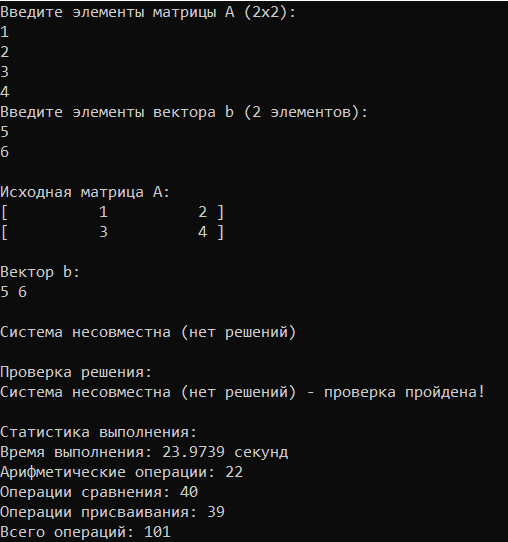 Введите элементы матрицы A (2x2):
1
2
3
4
Введите элементы вектора b (2 элементов):
5
6
Исходная матрица A:
[          1          2 ]
[          3          4 ]
Вектор b:
5 6
Система несовместна (нет решений)
Проверка решения:
Система несовместна (нет решений) - проверка пройдена!
Статистика выполнения:
Время выполнения: 23.9739 секунд
Арифметические операции: 22
Операции сравнения: 40
Операции присваивания: 39
Всего операций: 101